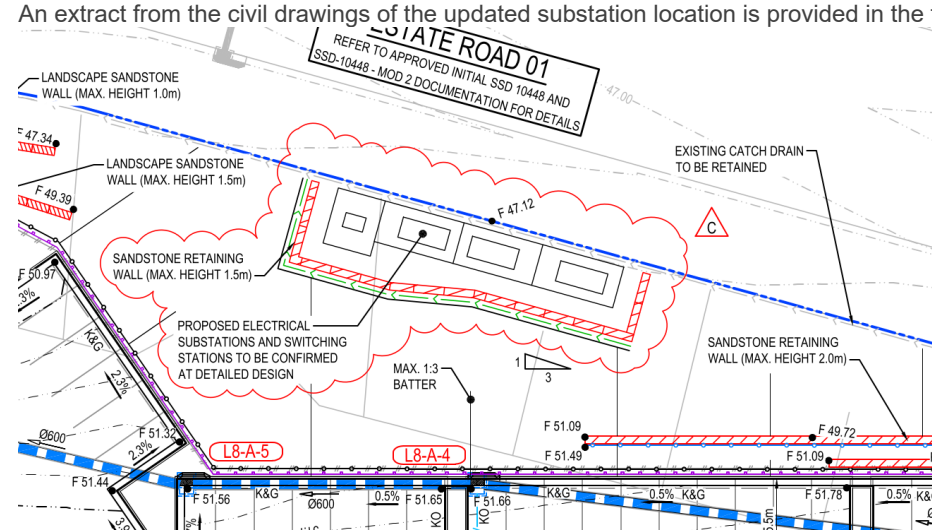 An extract from the civil drawings of the updated substation location is provided in the
ESTATE ROAD 01
REFER TO APPROVED INITIAL SSD 10448 AND
SSD-10448 - MOD 2 DOCUMENTATION FOR DETAILS
47.00
LANDSCAPE SANDSTONE
WALL (MAX. HEIGHT 1.0m)
F 47.34
LANDSCAPE SANDSTONE
WALL (MAX. HEIGHT 1.5m)
F 49.39
EXISTING CATCH DRAIN
TO BE RETAINED
F 47.12
C
SANDSTONE RETAINING
WALL (MAX. HEIGHT 1.5m)
F 50.97
PROPOSED ELECTRICAL
SUBSTATIONS AND SWITCHING
STATIONS TO BE CONFIRMED
AT DETAILED DESIGN
K&G
2.3%
MAX. 1:3
BATTER
1
3
SANDSTONE RETAINING
WALL (MAX. HEIGHT 2.0m)
F 51.09
F 49.72
F 51.49
F 51.09
Ø600
F 51.32
2.3%
L8-A-5
L8-A-4
F 51.44
F 51.56
K&G
Ø600
0.5%
F 51.65
F 51.66
K&G
0.5%
K&G
F 51.78
0.5%
K&G
KO
KO